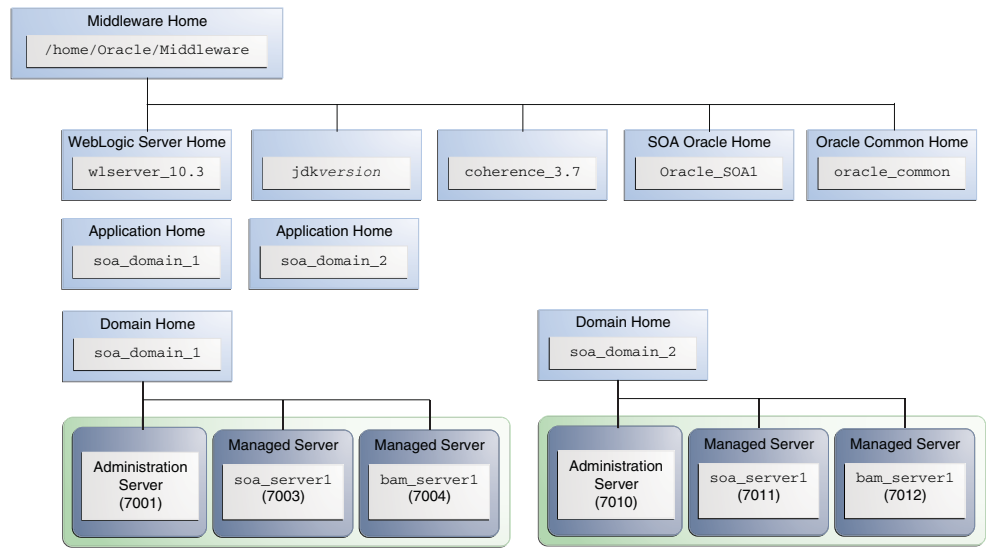 Middleware Home
/home/Oracle/Middleware
WebLogic Server Home
wlserver_10.3
jdkversion
coherence_3.7
SOA Oracle Home
Oracle_SOA1
Oracle Common Home
oracle_common
Application Home
soa_domain_1
Application Home
soa_domain_2
Domain Home
soa_domain_1
Administration
Server
(7001)
Managed Server
soa_server1
(7003)
Managed Server
bam_server1
(7004)
Domain Home
soa_domain_2
Administration
Server
(7010)
Managed Server
soa_server1
(7011)
Managed Server
bam_server1
(7012)